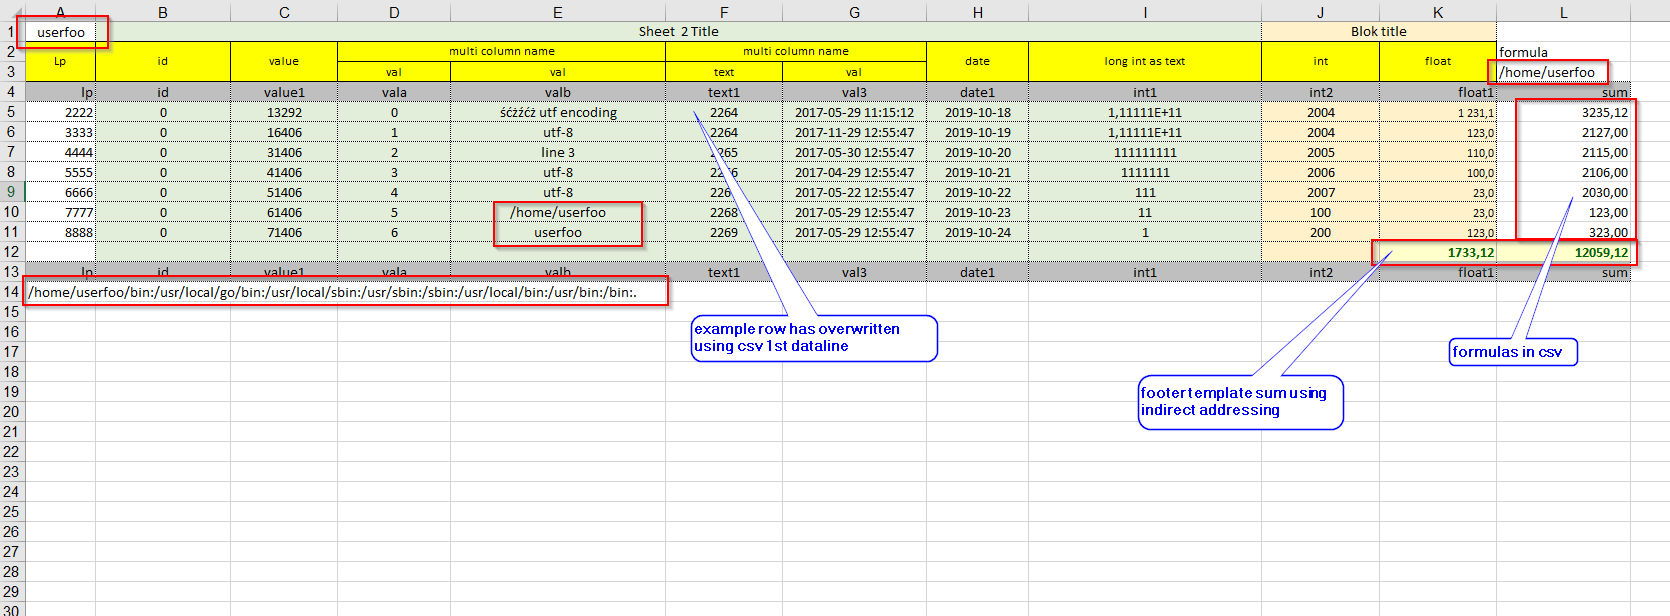 A B C D E F G H I J K L
1 userfoo Sheet 2 Title Blok title
2 Lp id value multi column name multi column name date long int as text int float formula
3 val val text val /home/userfoo
4 lp id value1 vala valb text1 val3 date1 int1 int2 float1 sum
5 2222 0 13292 0 śćżźćż utf encoding 2264 2017-05-29 11:15:12 2019-10-18 1,11111E+11 2004 1 231,1 3235,12
6 3333 0 16406 1 utf-8 2264 2017-11-29 12:55:47 2019-10-19 1,11111E+11 2004 123,0 2127,00
7 4444 0 31406 2 line 3 2265 2017-05-30 12:55:47 2019-10-20 111111111 2005 110,0 2115,00
8 5555 0 41406 3 utf-8 2017-04-29 12:55:47 2019-10-21 1111111 2006 100,0 2106,00
9 6666 0 51406 4 utf-8 2017-05-22 12:55:47 2019-10-22 111 2007 23,0 2030,00
10 7777 0 61406 5 /home/userfoo 2268 2017-05-29 12:55:47 2019-10-23 11 100 23,0 123,00
11 8888 0 71406 6 userfoo 2269 2017-05-29 12:55:47 2019-10-24 1 200 123,0 323,00
12 1733,12 12059,12
13 lp id value1 vala valb text1 val3 date1 int1 int2 float1 sum
14 /home/userfoo/bin:/usr/local/go/bin:/usr/local/sbin:/usr/sbin:/sbin:/usr/local/bin:/usr/bin:/bin:.
15
16
17
18
19
20
21
22
23
24
25
26
27
28
29
30
example row has overwritten
using csv 1st dataline
formulas in csv
footer template sum using
indirect addressing